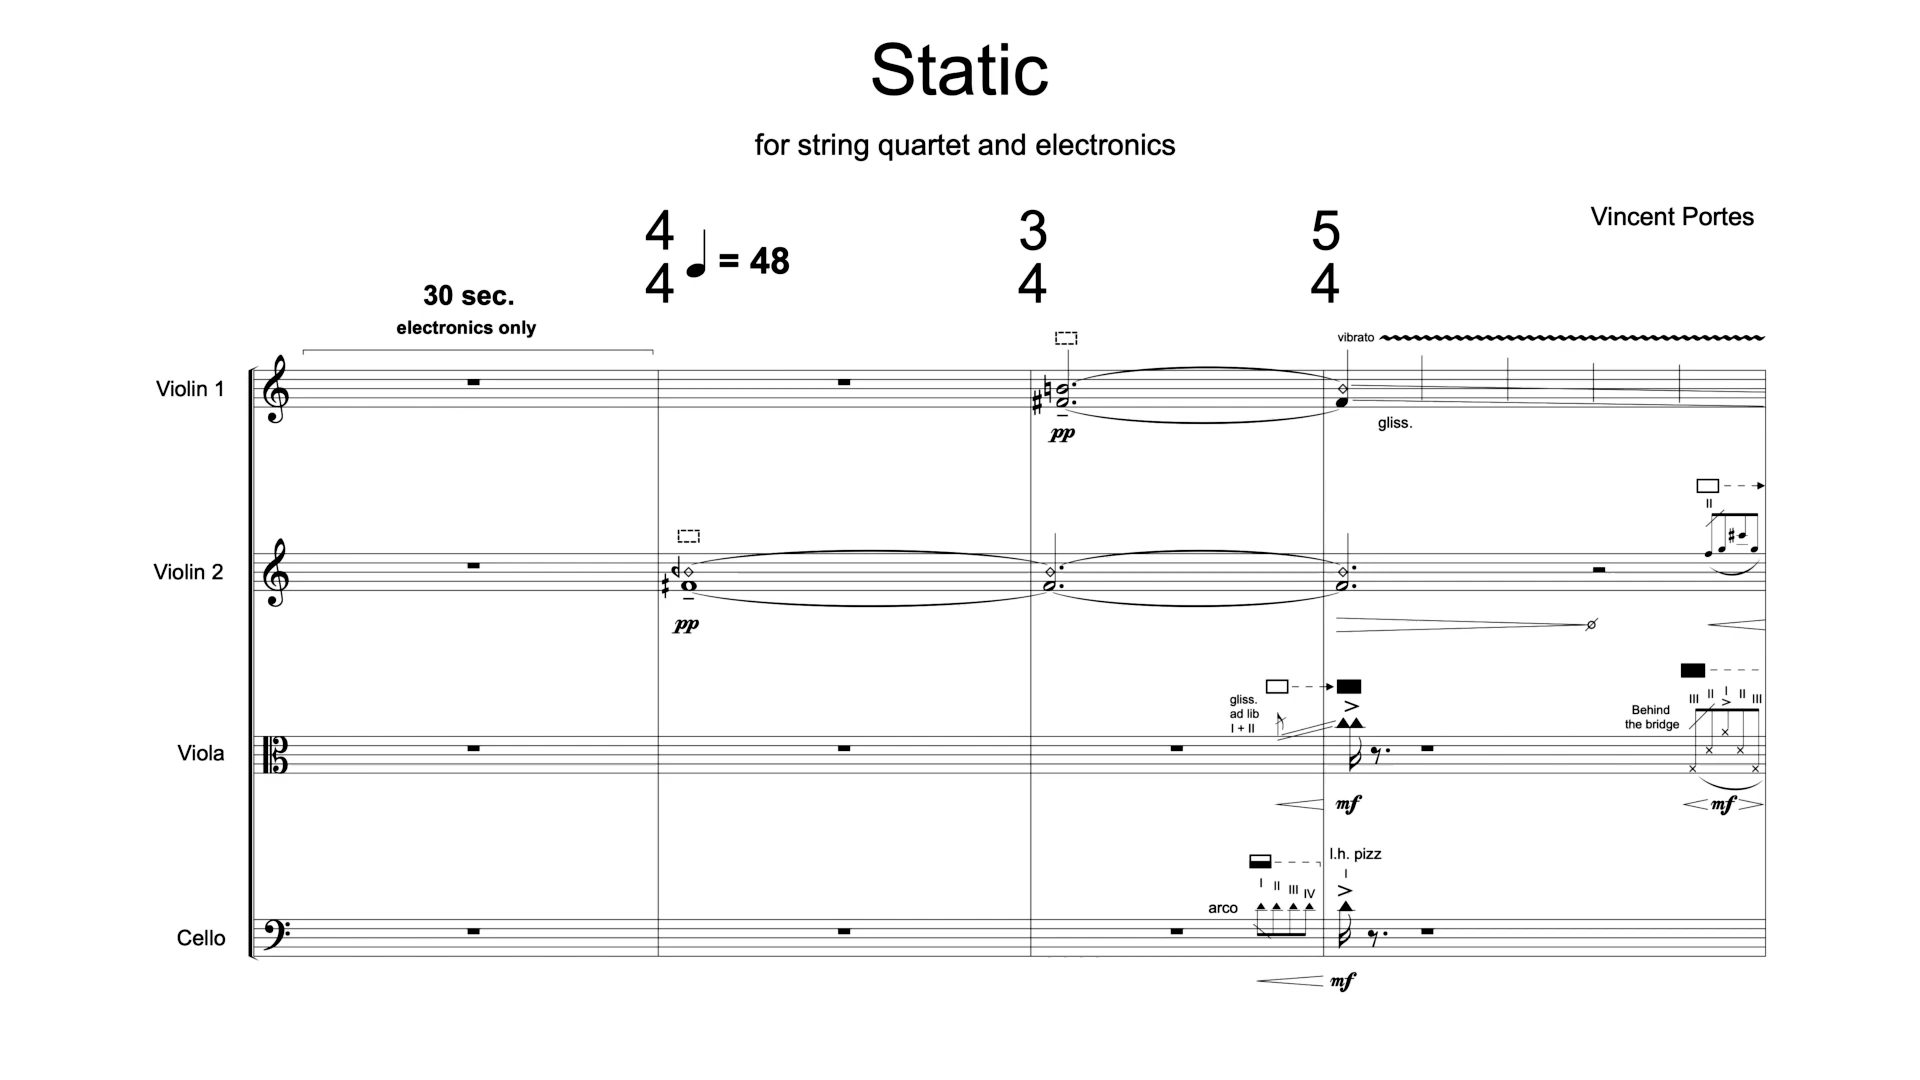 Static
for string quartet and electronics
Vincent Portes
4 4 = 48
3 4
5 4
30 sec.
electronics only
vibrato
Violin 1
gliss.
pp
II
Violin 2
pp
gliss.
ad lib
I + II
III II I II III
Behind
the bridge
Viola
mf
mf
l.h. pizz
I
I II III IV
arco
Cello
mf